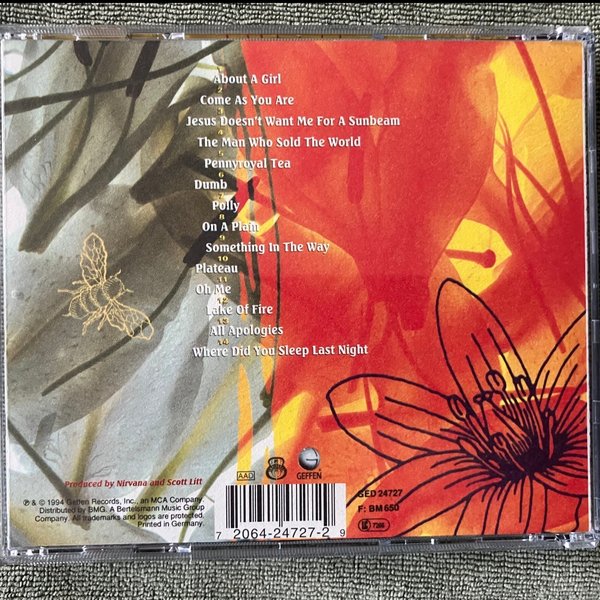 1
About A Girl
2
Come As You Are
3
Jesus Doesn't Want Me For A Sunbeam
4
The Man Who Sold The World
5
Pennyroyal Tea
6
Dumb
7
Polly
8
On A Plain
9
Something In The Way
10
Plateau
11
Oh Me
12
Lake Of Fire
13
All Apologies
14
Where Did You Sleep Last Night
Produced by Nirvana and Scott Litt
℗ & © 1994 Geffen Records, Inc., an MCA Company.
Distributed by BMG. A Bertelsmann Music Group
Company. All trademarks and logos are protected.
Printed in Germany.
AAD
GEFFEN
7 2064-24727-2 9
GED 24727
F: BM 650
LC 7266